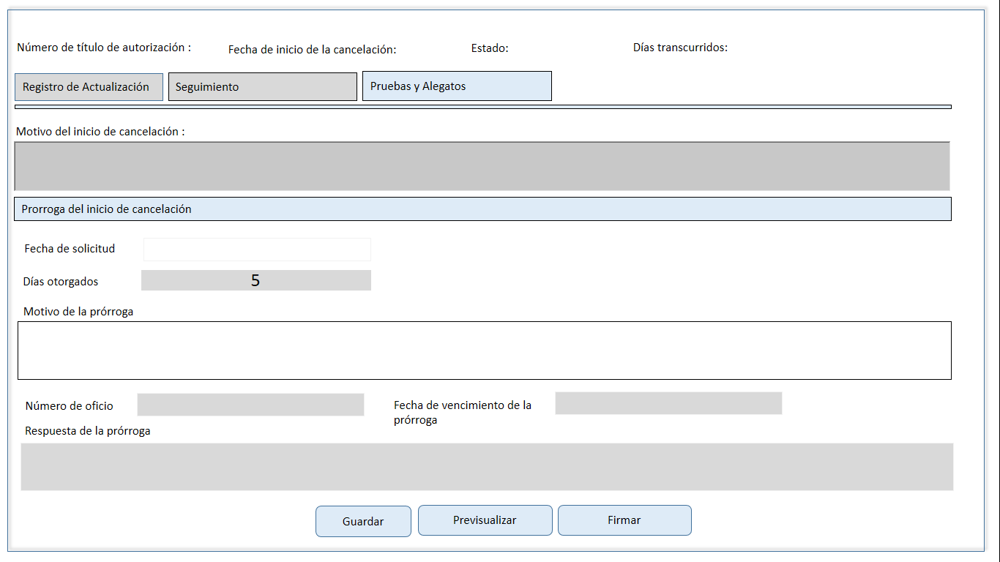 Número de título de autorización :
Fecha de inicio de la cancelación:
Estado:
Días transcurridos:
Registro de Actualización
Seguimiento
Pruebas y Alegatos
Motivo del inicio de cancelación :
Prorroga del inicio de cancelación
Fecha de solicitud
Días otorgados
5
Motivo de la prórroga
Número de oficio
Fecha de vencimiento de la
prórroga
Respuesta de la prórroga
Guardar
Previsualizar
Firmar